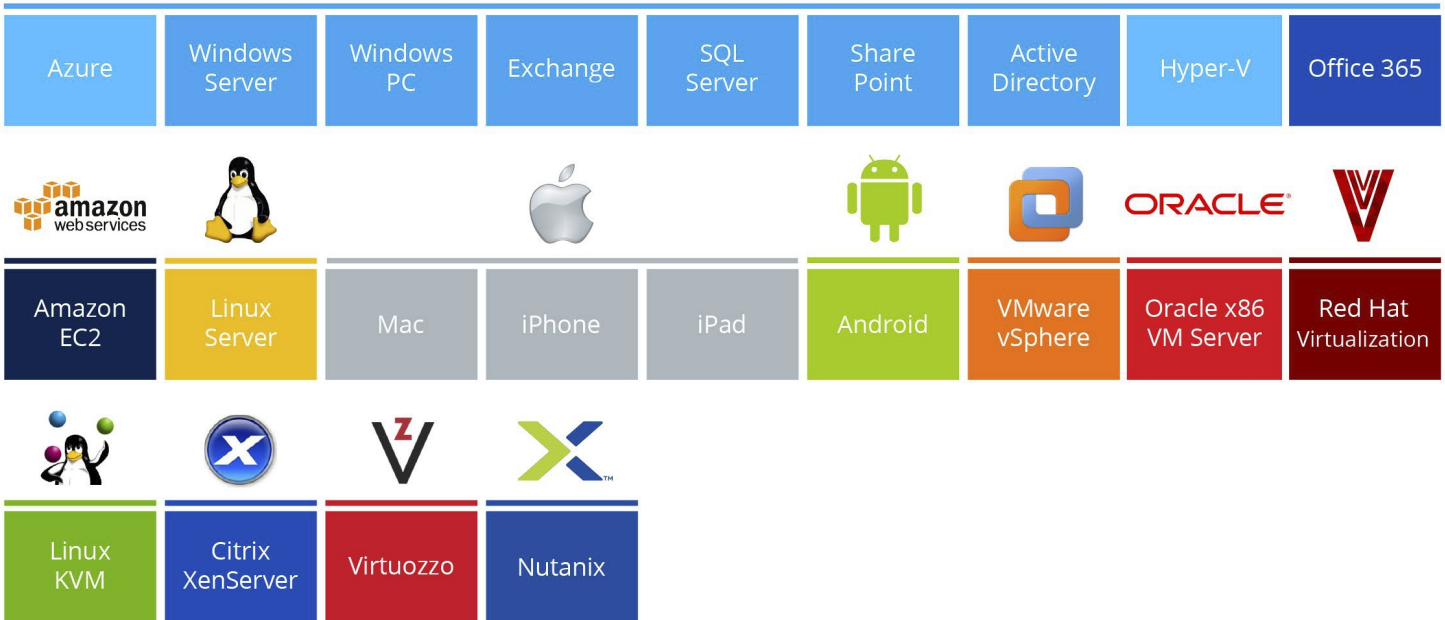 Azure
Windows
Server
Windows
PC
Exchange
SQL
Server
Share
Point
Active
Directory
Hyper-V
Office 365
amazon
webservices
ORACLE®
Amazon
EC2
Linux
Server
Mac
iPhone
iPad
Android
VMware
vSphere
Oracle x86
VM Server
Red Hat
Virtualization
TM
Linux
KVM
Citrix
XenServer
Virtuozzo
Nutanix